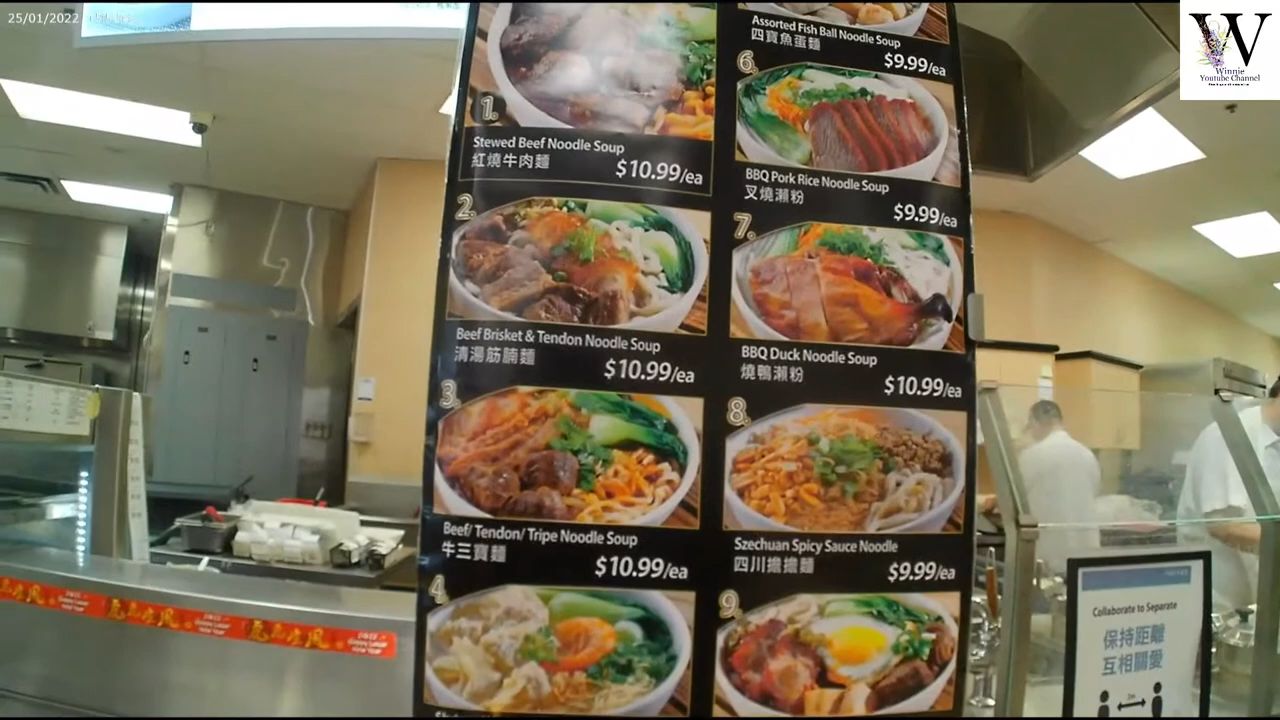 25/01/2022
W
Winnie
Youtube Channel
1.
Stewed Beef Noodle Soup
紅燒牛肉麵
$10.99/ea
2.
Beef Brisket & Tendon Noodle Soup
清湯筋腩麵
$10.99/ea
3.
Beef/ Tendon/ Tripe Noodle Soup
牛三寶麵
$10.99/ea
4.
Assorted Fish Ball Noodle Soup
四寶魚蛋麵
$9.99/ea
6.
BBQ Pork Rice Noodle Soup
叉燒瀨粉
$9.99/ea
7.
BBQ Duck Noodle Soup
燒鴨瀨粉
$10.99/ea
8.
Szechuan Spicy Sauce Noodle
四川擔擔麵
$9.99/ea
9.
Collaborate to Separate
保持距離
互相關愛